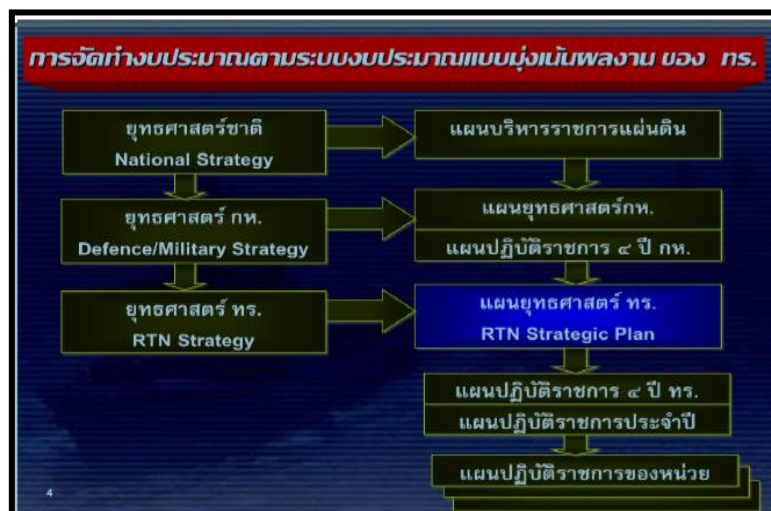 การจัดทำงบประมาณตามระบบงบประมาณแบบมุ่งเน้นผลงาน ของ ทร.
ยุทธศาสตร์ชาติ
National Strategy
แผนบริหารราชการแผ่นดิน
ยุทธศาสตร์ กห.
Defence/Military Strategy
แผนยุทธศาสตร์กห.
แผนปฏิบัติราชการ ๔ ปี กห.
ยุทธศาสตร์ ทร.
RTN Strategy
แผนยุทธศาสตร์ ทร.
RTN Strategic Plan
แผนปฏิบัติราชการ ๔ ปี ทร.
แผนปฏิบัติราชการประจำปี
แผนปฏิบัติราชการของหน่วย
4